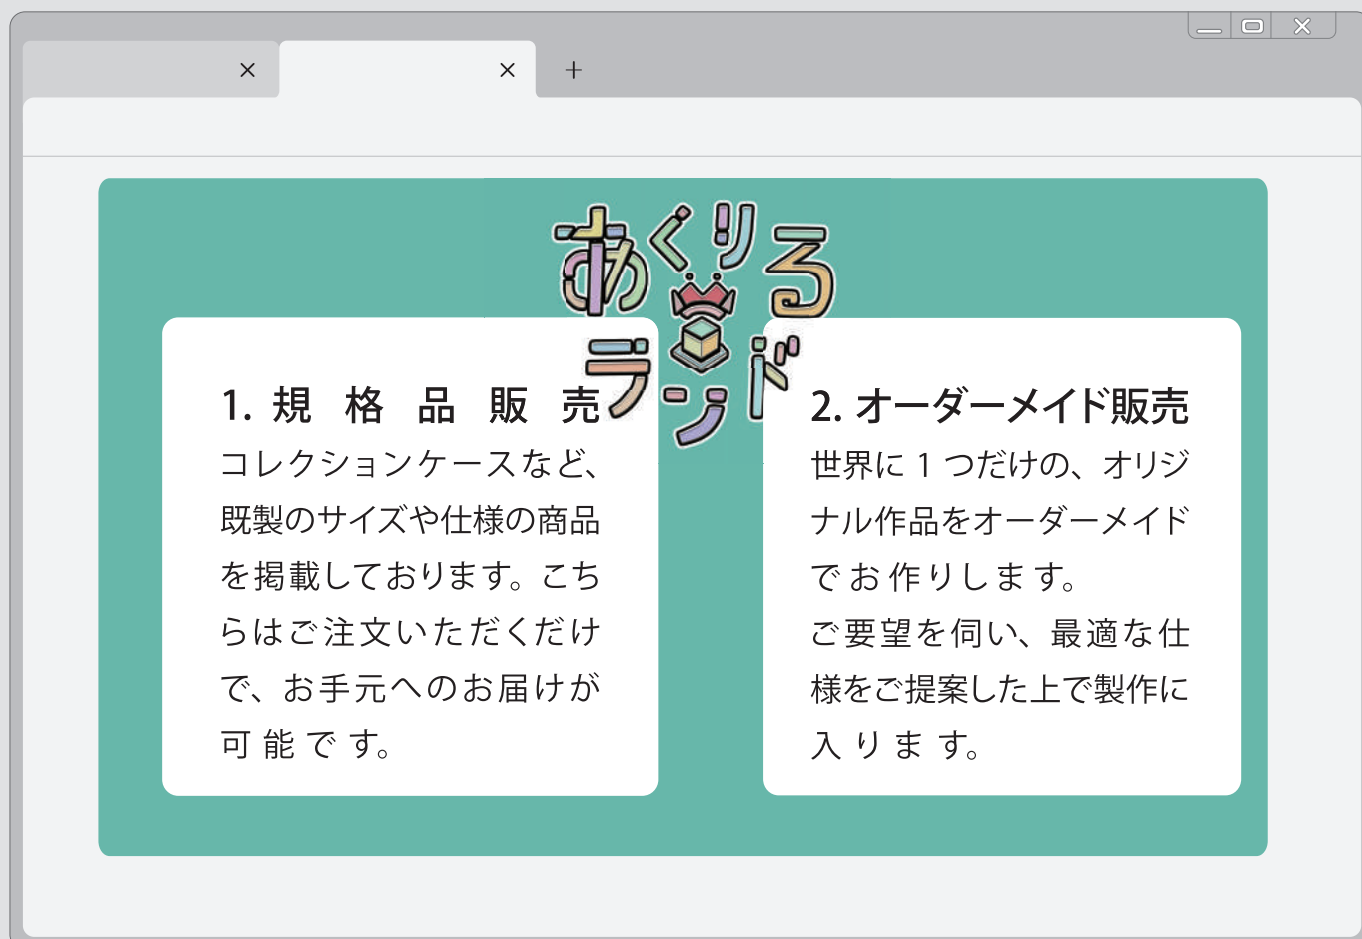 あくりる
ランド
1. 規格品販売
コレクションケースなど、
既製のサイズや仕様の商品
を掲載しております。こち
らはご注文いただくだけ
で、お手元へのお届けが
可能です。
2. オーダーメイド販売
世界に 1 つだけの、オリジ
ナル作品をオーダーメイド
でお作りします。
ご要望を伺い、最適な仕
様をご提案した上で製作に
入ります。